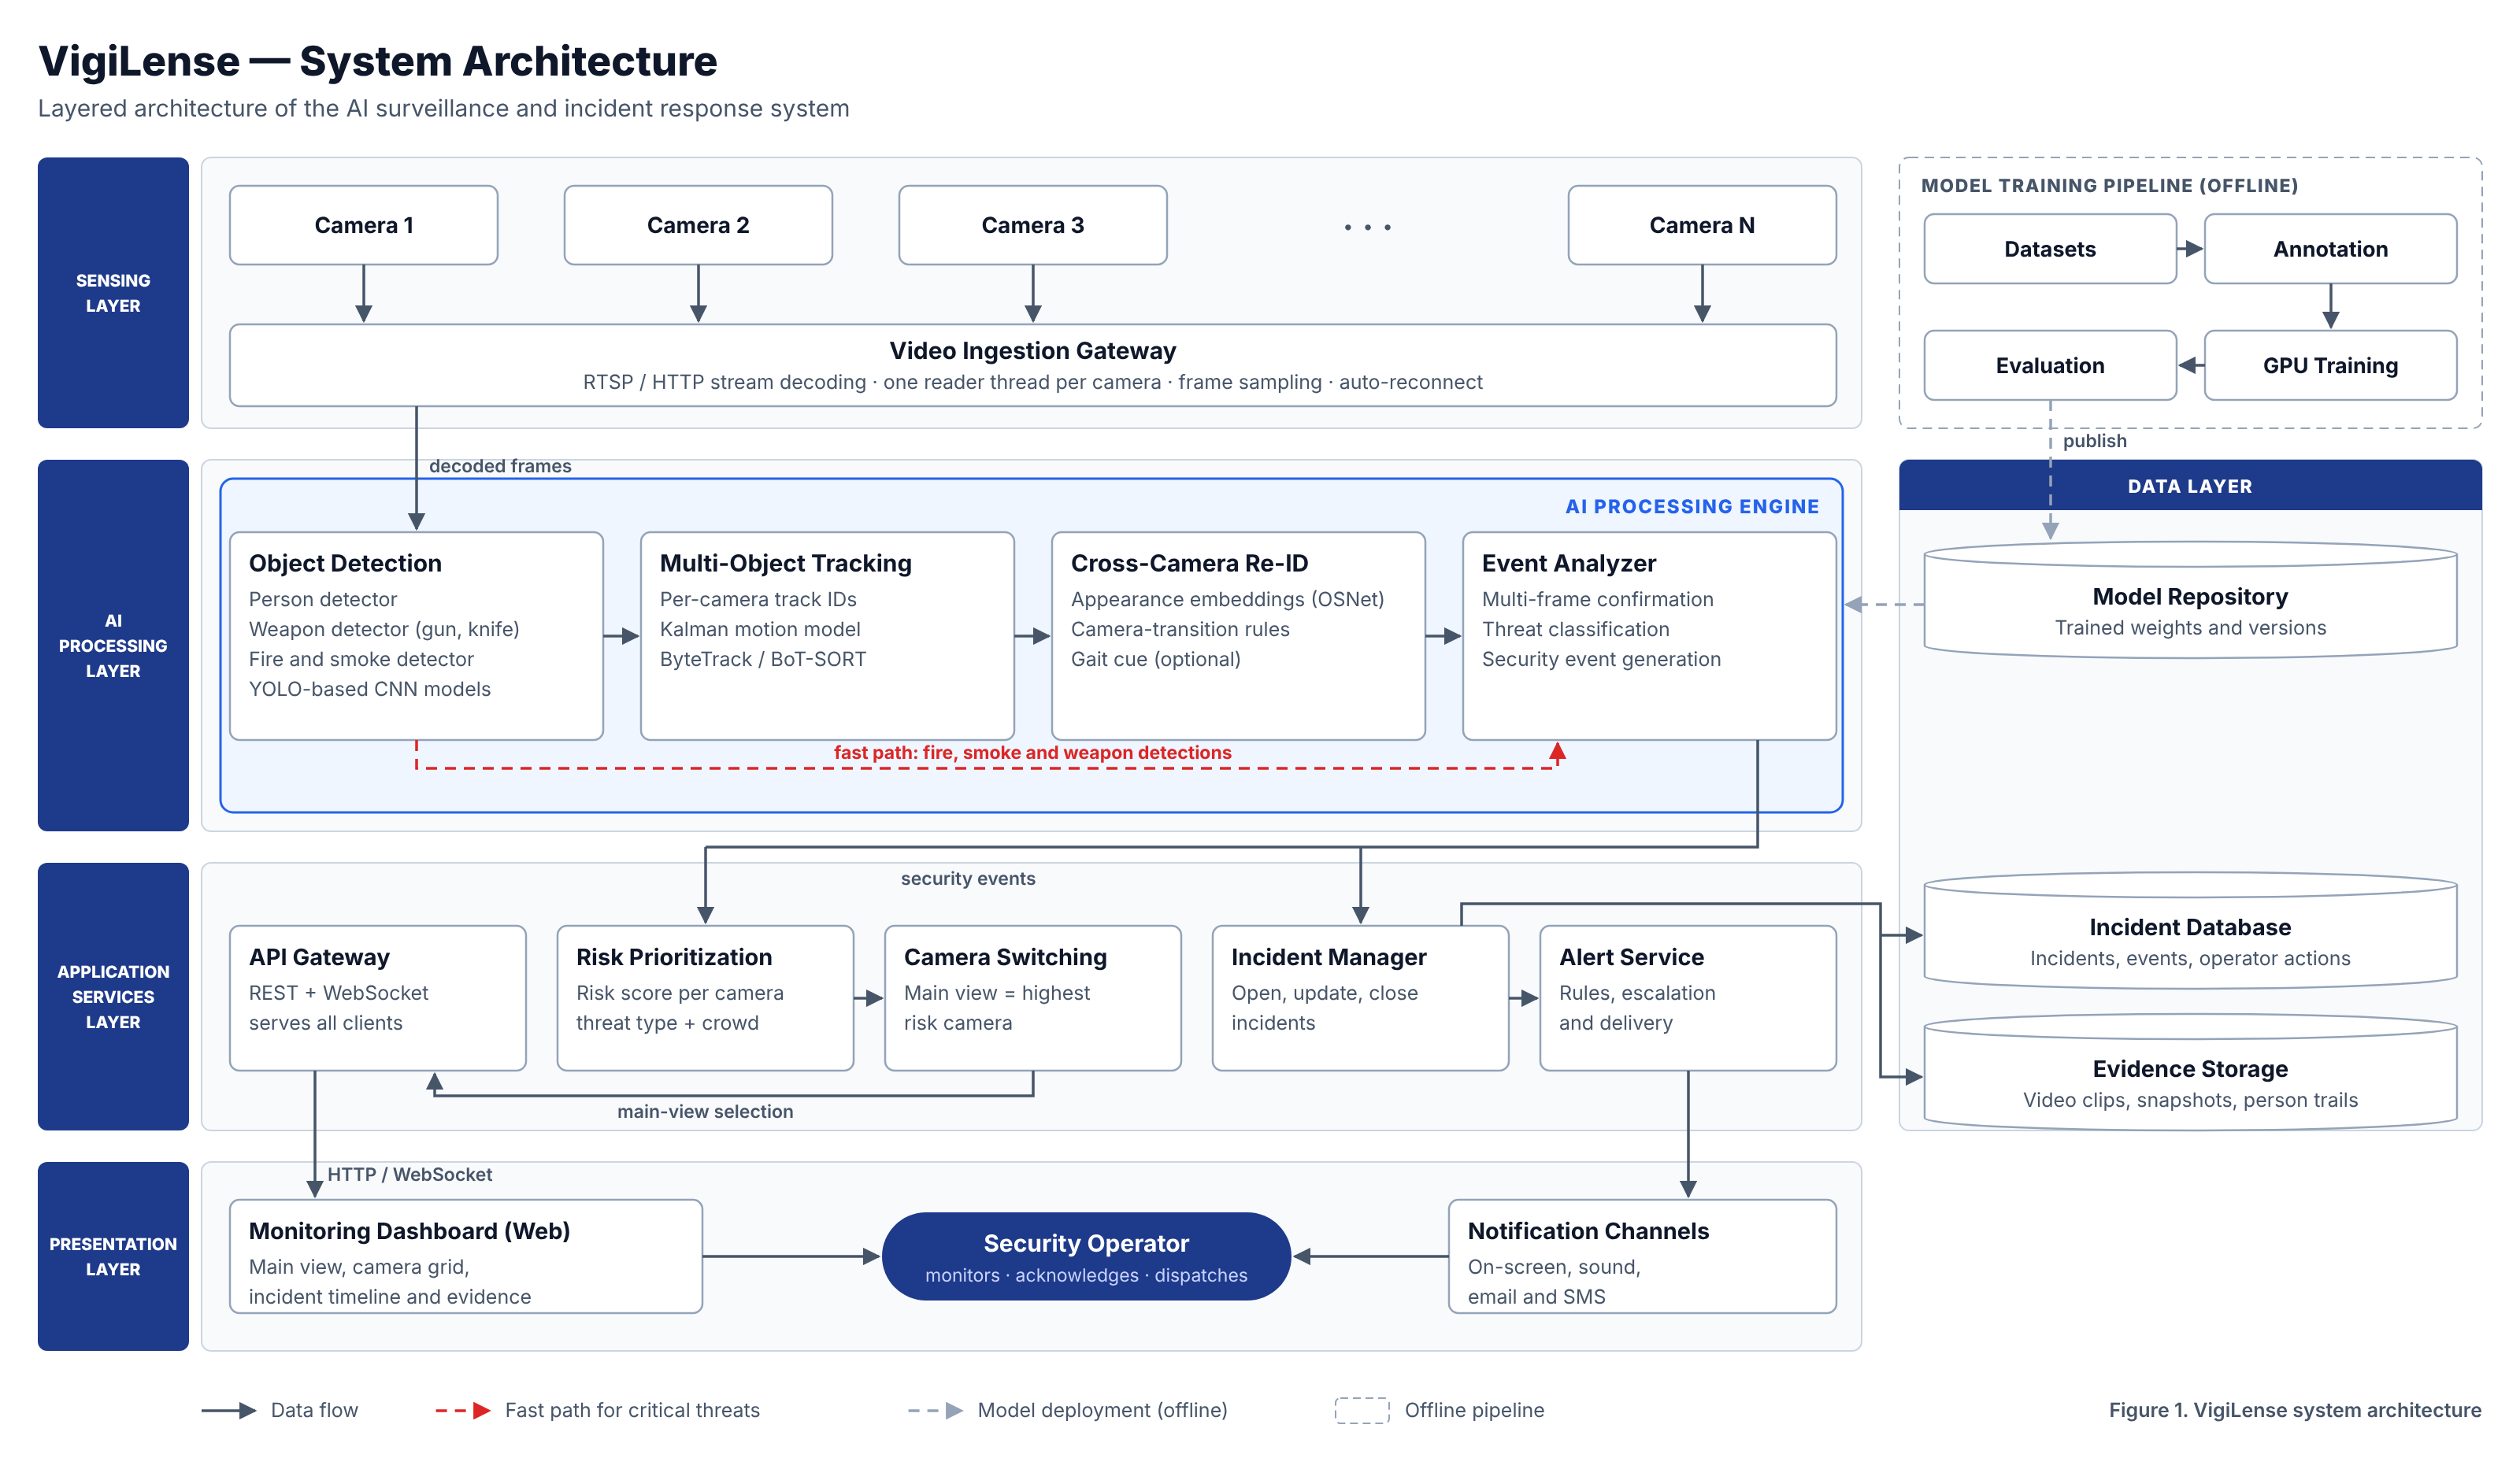 VigiLense — System Architecture
Layered architecture of the AI surveillance and incident response system
SENSING
LAYER
Camera 1
Camera 2
Camera 3
. . .
Camera N
Video Ingestion Gateway
RTSP / HTTP stream decoding · one reader thread per camera · frame sampling · auto-reconnect
MODEL TRAINING PIPELINE (OFFLINE)
Datasets
Annotation
Evaluation
GPU Training
publish
decoded frames
AI
PROCESSING
LAYER
AI PROCESSING ENGINE
Object Detection
Person detector
Weapon detector (gun, knife)
Fire and smoke detector
YOLO-based CNN models
Multi-Object Tracking
Per-camera track IDs
Kalman motion model
ByteTrack / BoT-SORT
Cross-Camera Re-ID
Appearance embeddings (OSNet)
Camera-transition rules
Gait cue (optional)
Event Analyzer
Multi-frame confirmation
Threat classification
Security event generation
fast path: fire, smoke and weapon detections
DATA LAYER
Model Repository
Trained weights and versions
Incident Database
Incidents, events, operator actions
Evidence Storage
Video clips, snapshots, person trails
APPLICATION
SERVICES
LAYER
security events
API Gateway
REST + WebSocket
serves all clients
Risk Prioritization
Risk score per camera
threat type + crowd
Camera Switching
Main view = highest
risk camera
Incident Manager
Open, update, close
incidents
Alert Service
Rules, escalation
and delivery
main-view selection
PRESENTATION
LAYER
HTTP / WebSocket
Monitoring Dashboard (Web)
Main view, camera grid,
incident timeline and evidence
Security Operator
monitors · acknowledges · dispatches
Notification Channels
On-screen, sound,
email and SMS
Data flow
Fast path for critical threats
Model deployment (offline)
Offline pipeline
Figure 1. VigiLense system architecture